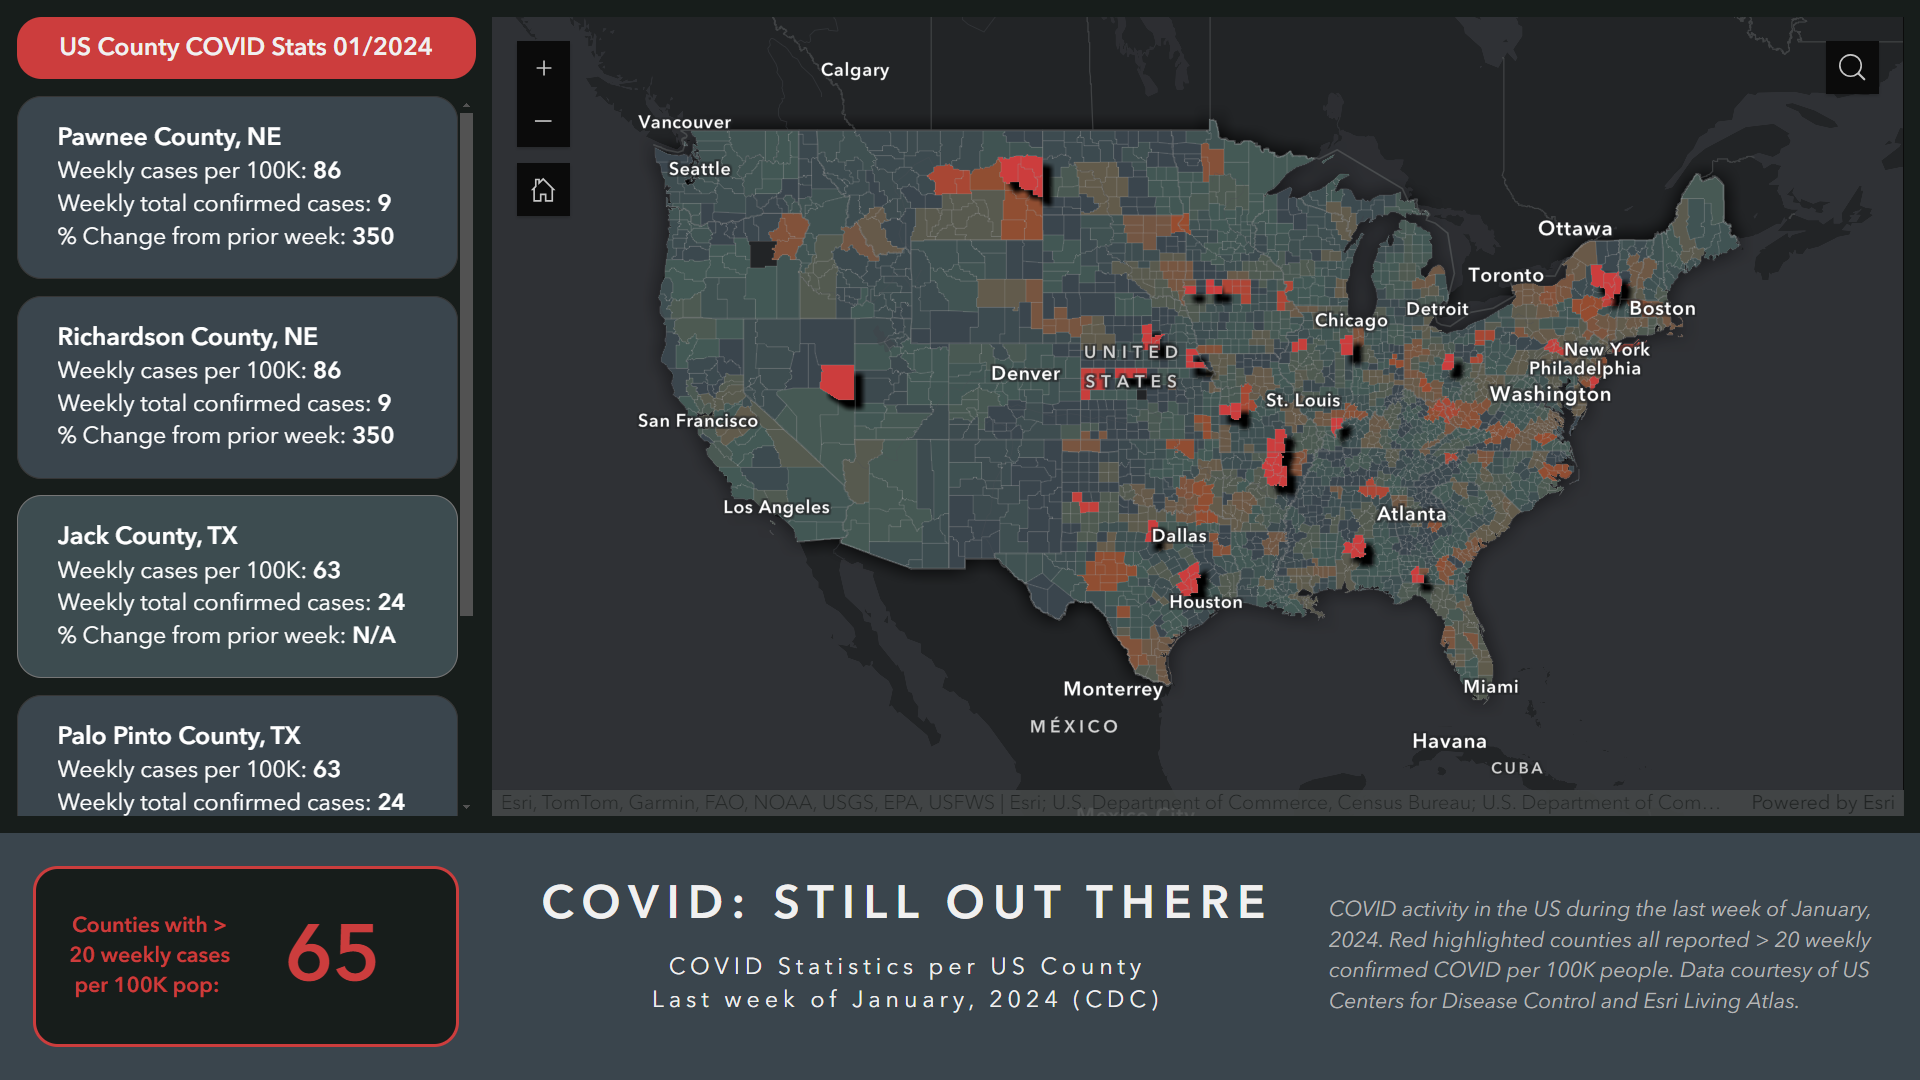 US County COVID Stats 01/2024
Pawnee County, NE
Weekly cases per 100K: 86
Weekly total confirmed cases: 9
% Change from prior week: 350
Richardson County, NE
Weekly cases per 100K: 86
Weekly total confirmed cases: 9
% Change from prior week: 350
Jack County, TX
Weekly cases per 100K: 63
Weekly total confirmed cases: 24
% Change from prior week: N/A
Palo Pinto County, TX
Weekly cases per 100K: 63
Weekly total confirmed cases: 24
+
−
Calgary
Vancouver
Seattle
Ottawa
Toronto
Boston
Detroit
Chicago
New York
UNITED
STATES
Philadelphia
Denver
Washington
St. Louis
San Francisco
Los Angeles
Atlanta
Dallas
Houston
Miami
Monterrey
MÉXICO
Havana
CUBA
Esri, TomTom, Garmin, FAO, NOAA, USGS, EPA, USFWS | Esri; U.S. Department of Commerce, Census Bureau; U.S. Department of Com... Powered by Esri
Mexico City
Counties with >
20 weekly cases
per 100K pop:
65
COVID: STILL OUT THERE
COVID Statistics per US County
Last week of January, 2024 (CDC)
COVID activity in the US during the last week of January,
2024. Red highlighted counties all reported > 20 weekly
confirmed COVID per 100K people. Data courtesy of US
Centers for Disease Control and Esri Living Atlas.